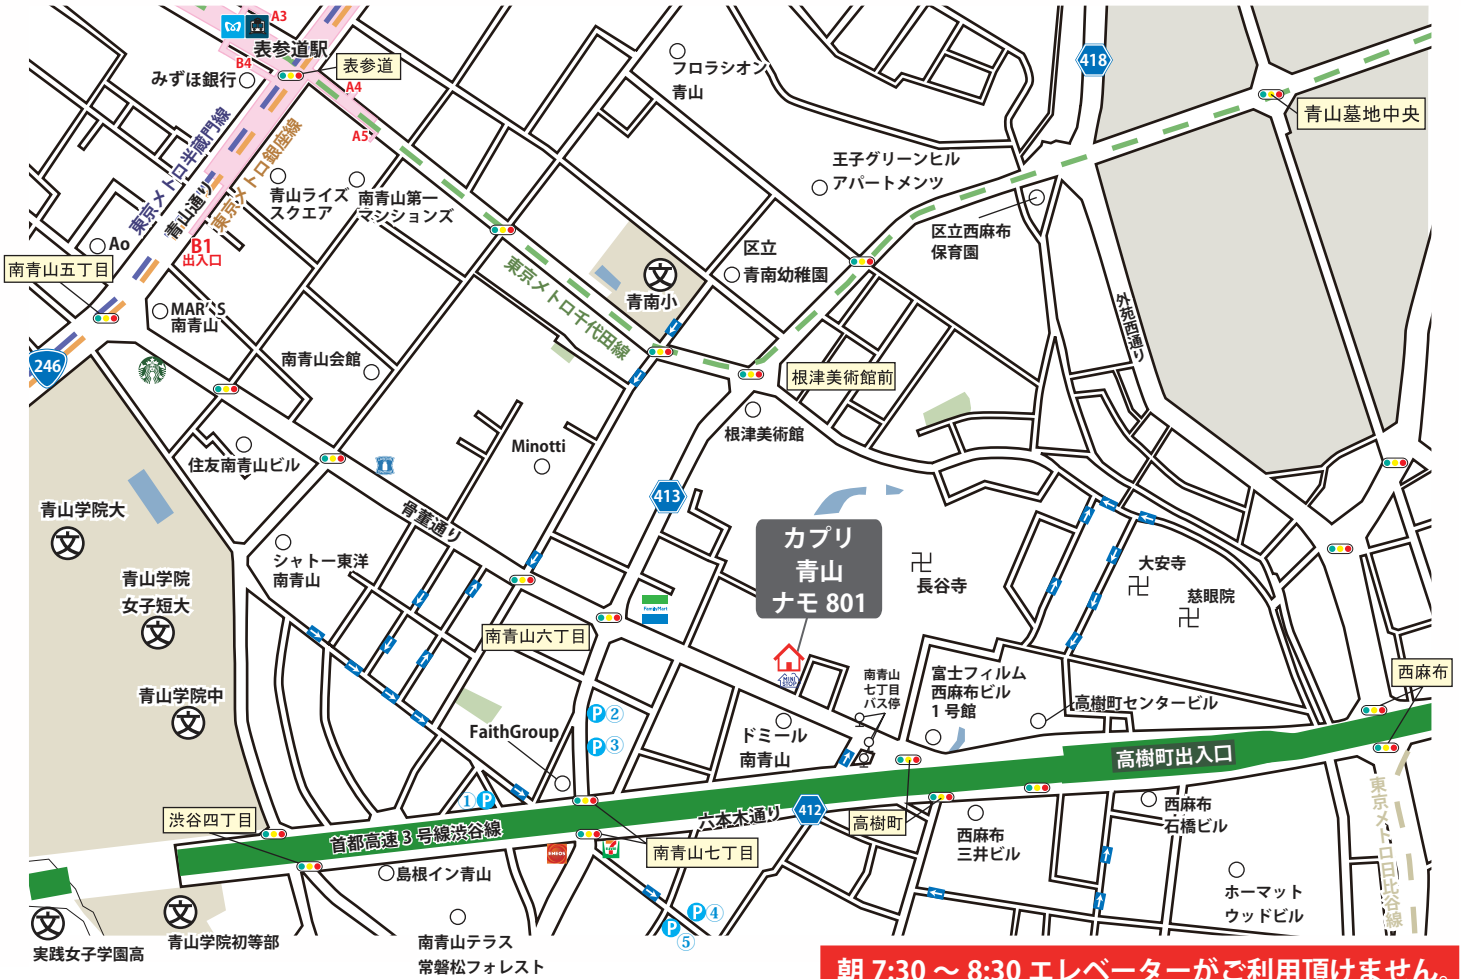 A3
表参道駅
B4
表参道
みずほ銀行
A4
A5
フロラシオン
青山
418
青山墓地中央
東京メトロ半蔵門線
青山通り
東京メトロ銀座線
青山ライズ
スクエア
南青山第一
マンションズ
王子グリーンヒル
アパートメンツ
区立西麻布
保育園
Ao
B1
出入口
南青山五丁目
区立
青南幼稚園
文
青南小
東京メトロ千代田線
MARKS
南青山
外苑西通り
246
南青山会館
根津美術館前
根津美術館
Minotti
住友南青山ビル
413
骨董通り
青山学院大
文
カプリ
青山
ナモ 801
シャトー東洋
南青山
青山学院
女子短大
文
長谷寺
大安寺
慈眼院
FamilyMart
南青山六丁目
MINI
STOP
南青山
七丁目
バス停
富士フィルム
西麻布ビル
1 号館
西麻布
青山学院中
文
高樹町センタービル
P②
P③
FaithGroup
ドミール
南青山
高樹町出入口
①P
渋谷四丁目
首都高速 3 号線渋谷線
六本木通り
412
高樹町
西麻布
石橋ビル
西麻布
三井ビル
東京メトロ日比谷線
南青山七丁目
ENEOS
島根イン青山
ホーマット
ウッドビル
P④
P
⑤
文
実践女子学園高
文
青山学院初等部
南青山テラス
常磐松フォレスト
朝 7:30 ～ 8:30 エレベーターがご利用頂けません。